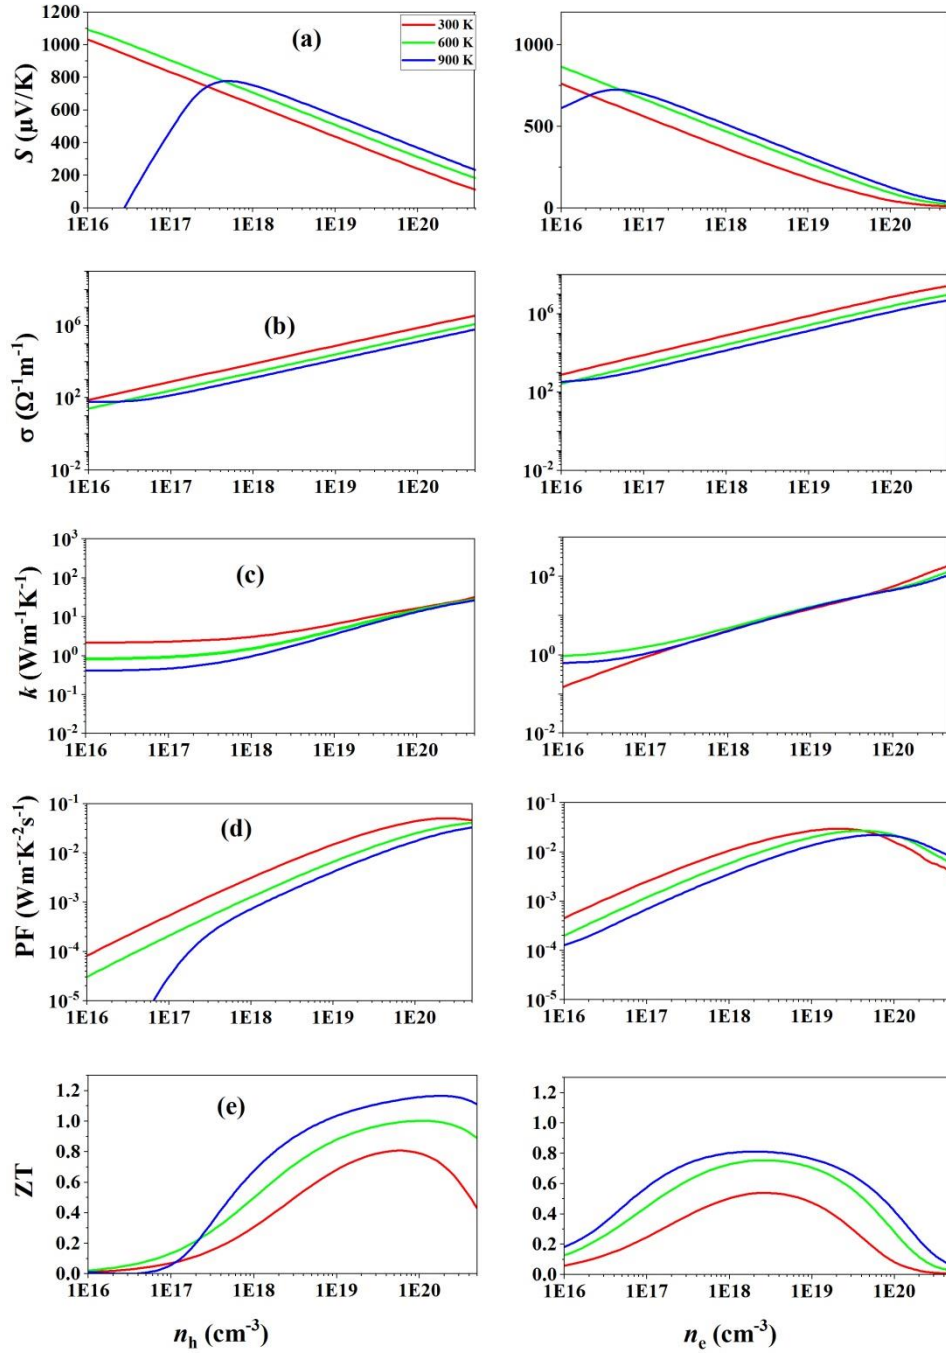 (a)
300 K
600 K
900 K
S (µV/K)
1200
1000
800
600
400
200
0
1E16 1E17 1E18 1E19 1E20
1000
500
0
1E16 1E17 1E18 1E19 1E20
(b)
σ (Ω⁻¹m⁻¹)
10⁶
10²
10⁻²
1E16 1E17 1E18 1E19 1E20
10⁶
10²
10⁻²
1E16 1E17 1E18 1E19 1E20
(c)
k (Wm⁻¹K⁻¹)
10³
10²
10¹
10⁰
10⁻¹
10⁻²
1E16 1E17 1E18 1E19 1E20
10²
10⁰
10⁻²
1E16 1E17 1E18 1E19 1E20
(d)
PF (Wm⁻K⁻²s⁻¹)
10⁻¹
10⁻²
10⁻³
10⁻⁴
10⁻⁵
1E16 1E17 1E18 1E19 1E20
10⁻¹
10⁻²
10⁻³
10⁻⁴
10⁻⁵
1E16 1E17 1E18 1E19 1E20
(e)
ZT
1.2
1.0
0.8
0.6
0.4
0.2
0.0
1E16 1E17 1E18 1E19 1E20
1.2
1.0
0.8
0.6
0.4
0.2
0.0
1E16 1E17 1E18 1E19 1E20
nₕ (cm⁻³)
nₑ (cm⁻³)